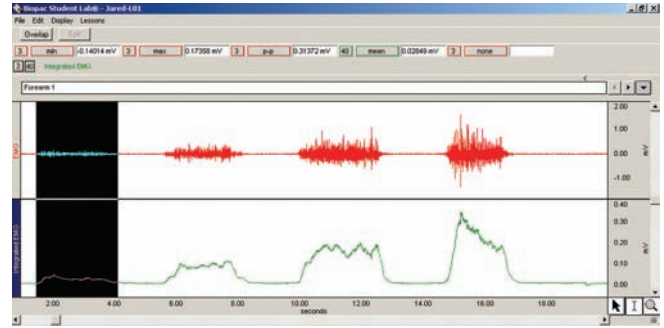 Biopac Student Lab® - Jared-L01
File Edit Display Lessons
Overlap Split
3 min -0.14014 mV 3 max 0.17358 mV 3 p-p 0.31372 mV 40 mean 0.02849 mV 3 none
3 40 Integrated EMG
Forearm 1
2.00
1.00
0.00
-1.00
mV
EMG
0.40
0.30
0.20
0.10
0.00
mV
Integrated EMG
2.00 4.00 6.00 8.00 10.00 12.00 14.00 16.00 18.00
seconds